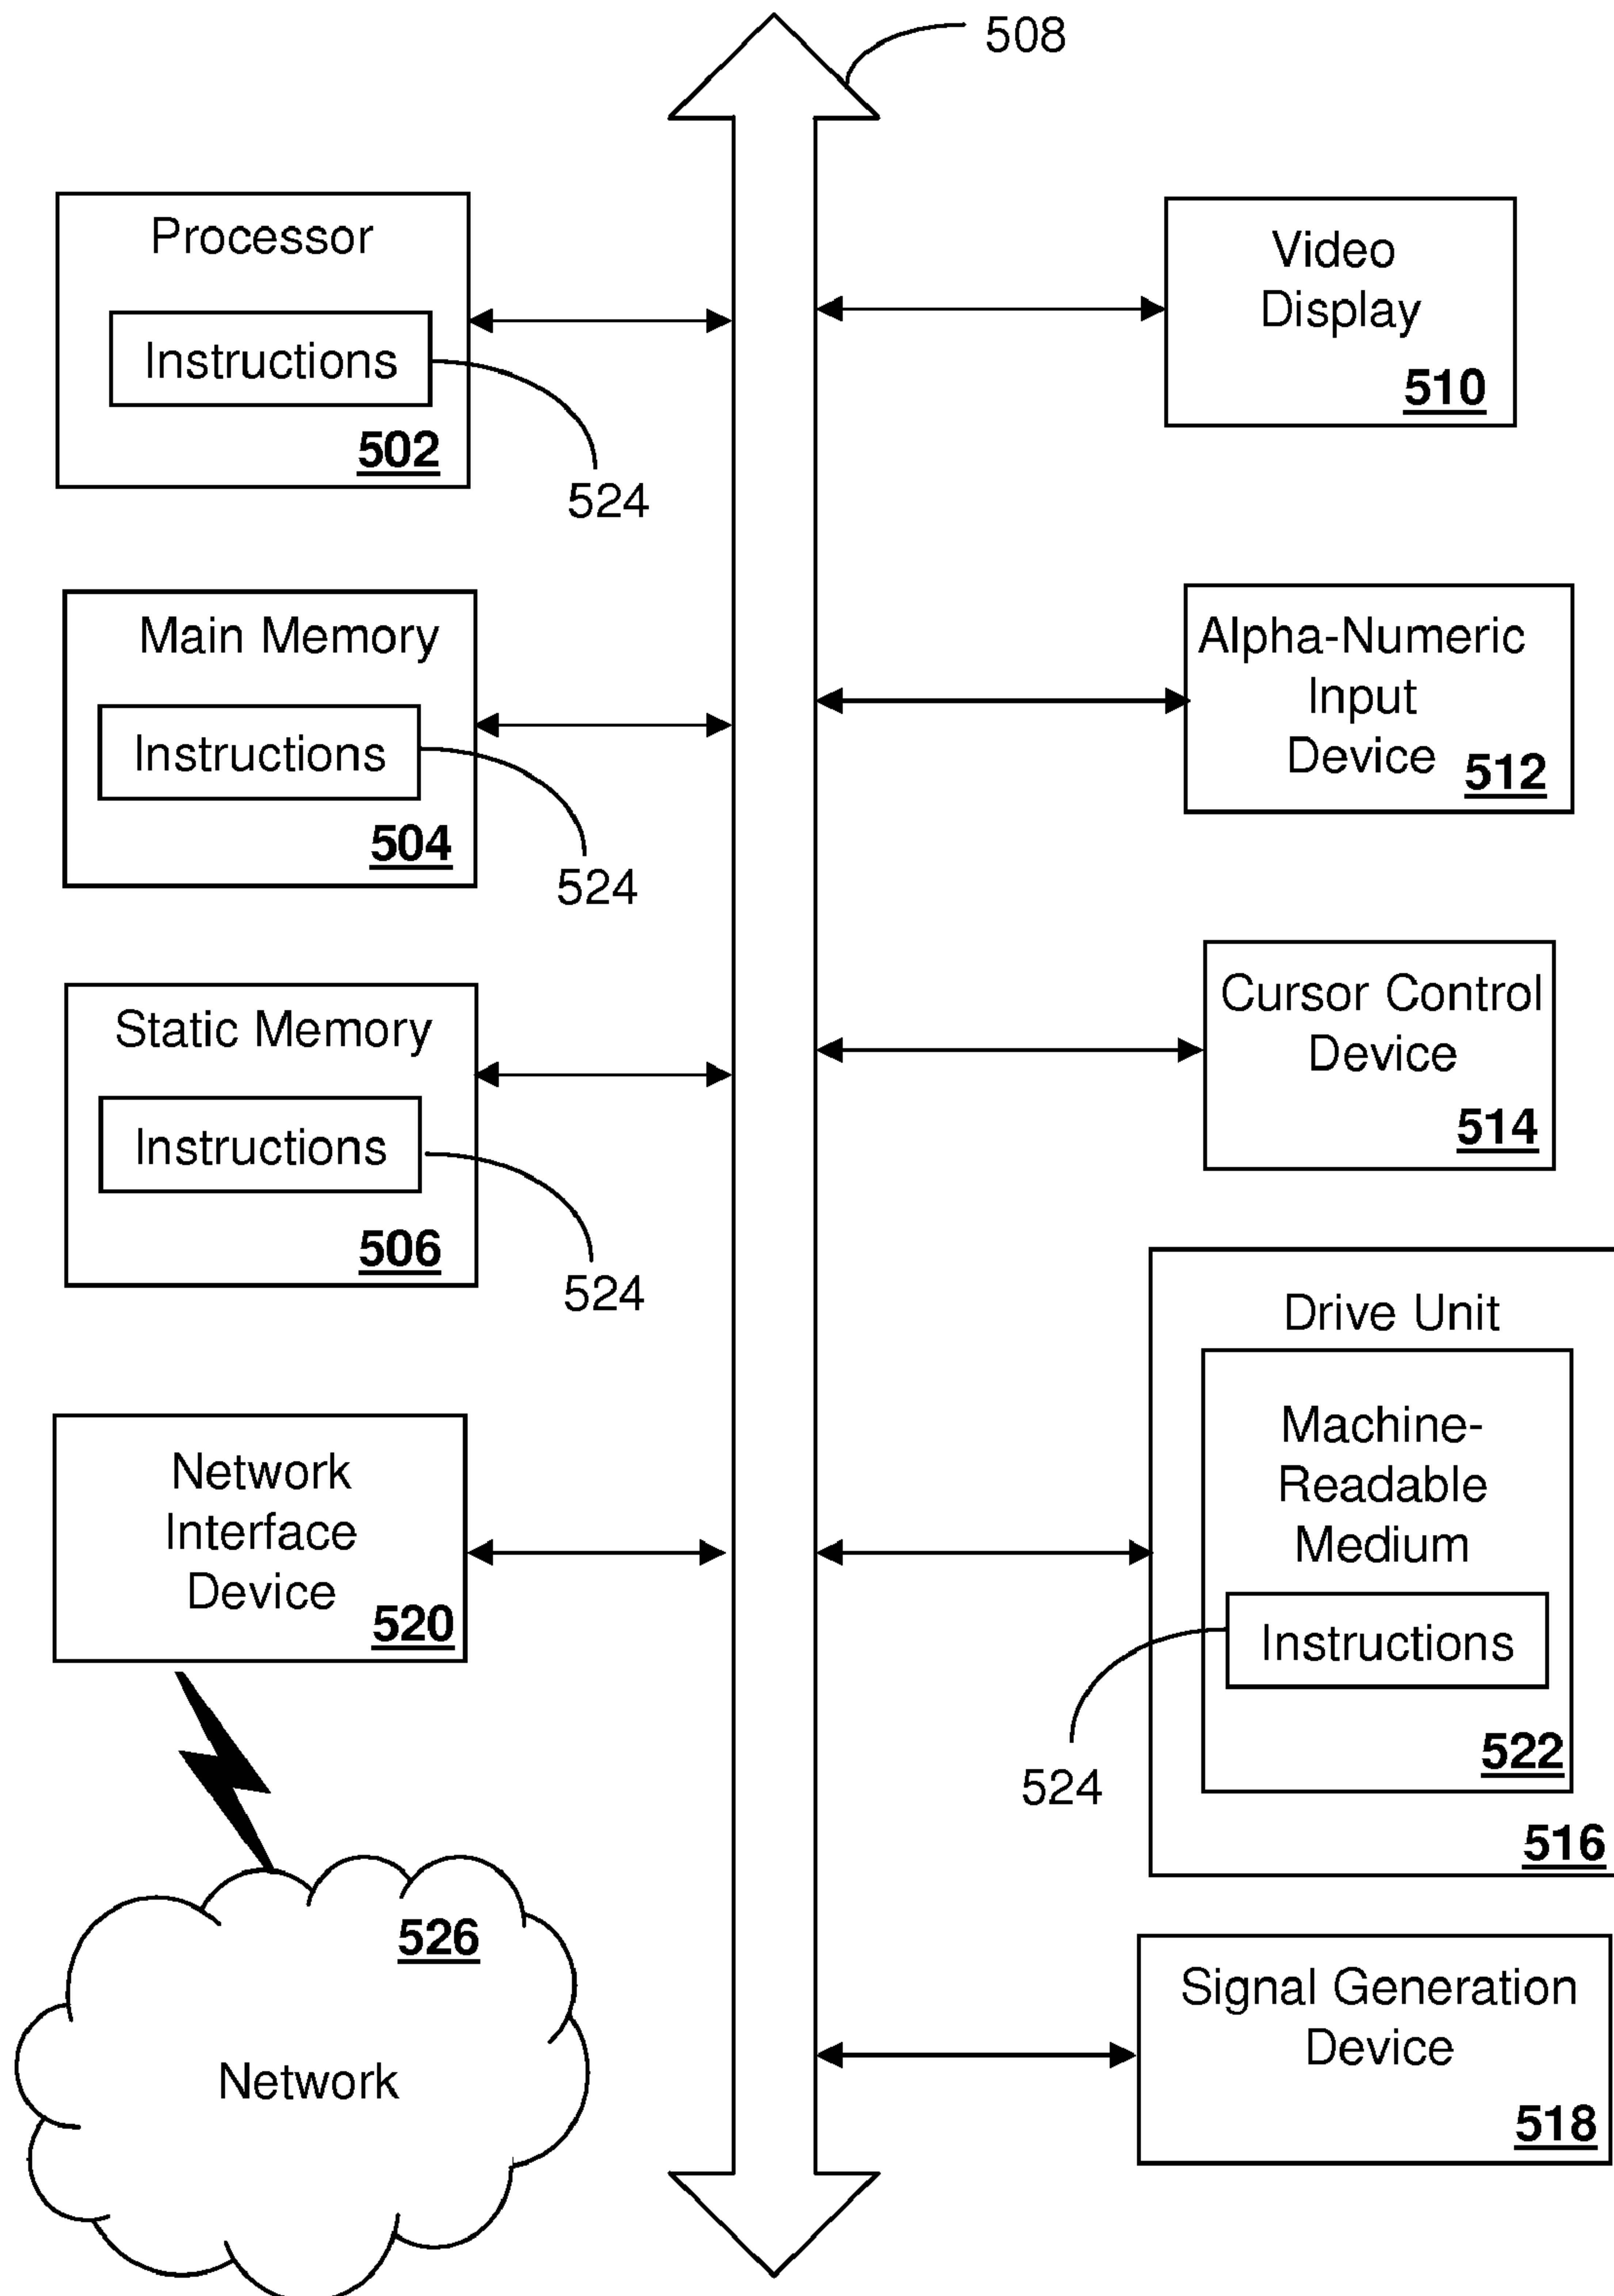 508
Processor
Instructions
502
524
Main Memory
Instructions
504
524
Static Memory
Instructions
506
524
Network
Interface
Device
520
526
Network
Video
Display
510
Alpha-Numeric
Input
Device
512
Cursor Control
Device
514
Drive Unit
Machine-
Readable
Medium
Instructions
524
522
516
Signal Generation
Device
518